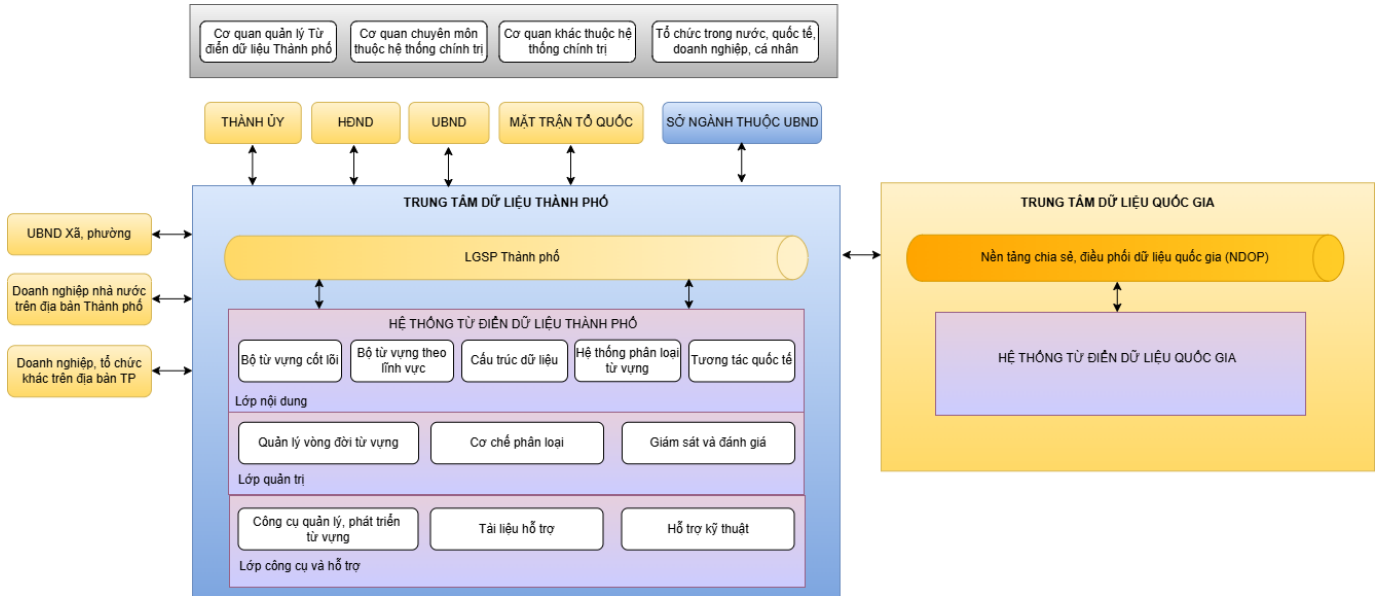 Cơ quan quản lý Từ
điển dữ liệu Thành phố
Cơ quan chuyên môn
thuộc hệ thống chính trị
Cơ quan khác thuộc hệ
thống chính trị
Tổ chức trong nước, quốc tế,
doanh nghiệp, cá nhân
THÀNH ỦY
HĐND
UBND
MẶT TRẬN TỔ QUỐC
SỞ NGÀNH THUỘC UBND
UBND Xã, phường
Doanh nghiệp nhà nước
trên địa bàn Thành phố
Doanh nghiệp, tổ chức
khác trên địa bàn TP
TRUNG TÂM DỮ LIỆU THÀNH PHỐ
LGSP Thành phố
HỆ THỐNG TỪ ĐIỂN DỮ LIỆU THÀNH PHỐ
Bộ từ vựng cốt lõi
Bộ từ vựng theo
lĩnh vực
Cấu trúc dữ liệu
Hệ thống phân loại
từ vựng
Tương tác quốc tế
Lớp nội dung
Quản lý vòng đời từ vựng
Cơ chế phân loại
Giám sát và đánh giá
Lớp quản trị
Công cụ quản lý, phát triển
từ vựng
Tài liệu hỗ trợ
Hỗ trợ kỹ thuật
Lớp công cụ và hỗ trợ
TRUNG TÂM DỮ LIỆU QUỐC GIA
Nền tảng chia sẻ, điều phối dữ liệu quốc gia (NDOP)
HỆ THỐNG TỪ ĐIỂN DỮ LIỆU QUỐC GIA